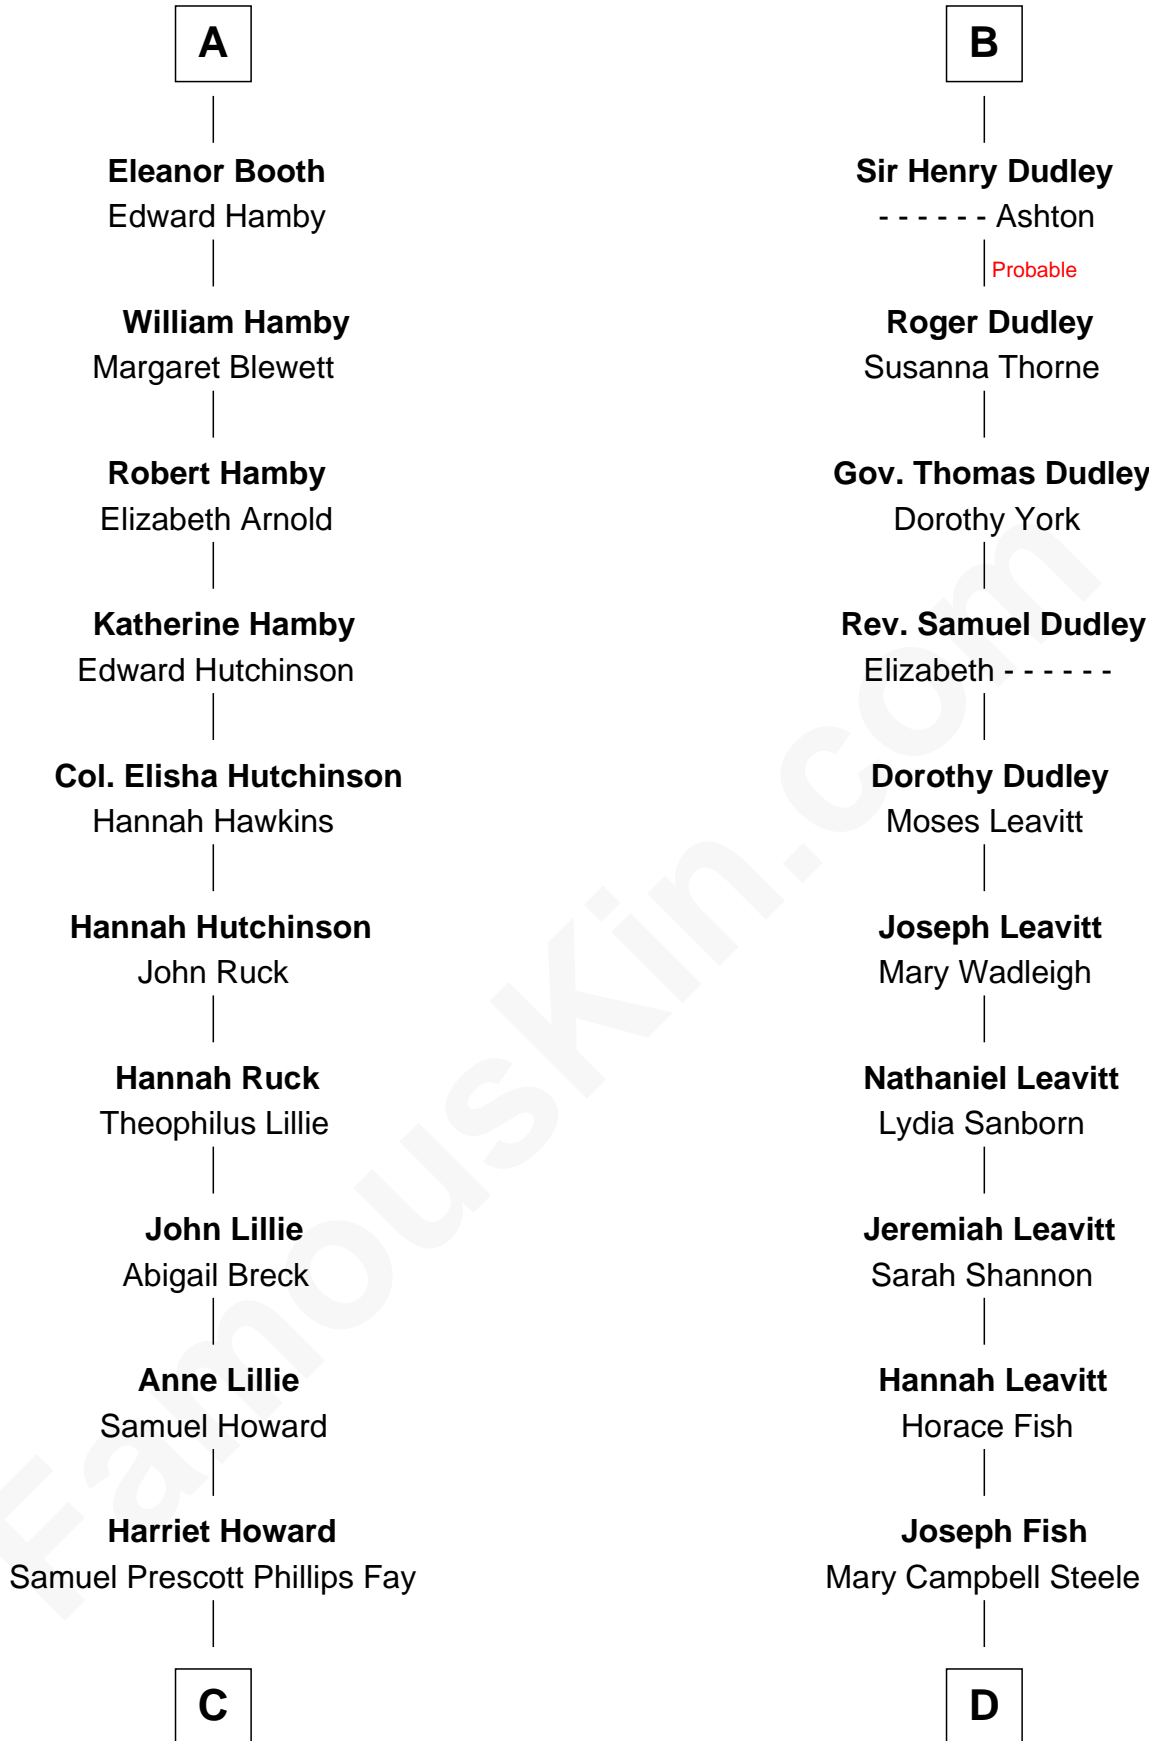 A
Eleanor Booth
Edward Hamby
William Hamby
Margaret Blewett
Robert Hamby
Elizabeth Arnold
Katherine Hamby
Edward Hutchinson
Col. Elisha Hutchinson
Hannah Hawkins
Hannah Hutchinson
John Ruck
Hannah Ruck
Theophilus Lillie
John Lillie
Abigail Breck
Anne Lillie
Samuel Howard
Harriet Howard
Samuel Prescott Phillips Fay
C
B
Sir Henry Dudley
- - - - - - Ashton
Probable
Roger Dudley
Susanna Thorne
Gov. Thomas Dudley
Dorothy York
Rev. Samuel Dudley
Elizabeth - - - - - -
Dorothy Dudley
Moses Leavitt
Joseph Leavitt
Mary Wadleigh
Nathaniel Leavitt
Lydia Sanborn
Jeremiah Leavitt
Sarah Shannon
Hannah Leavitt
Horace Fish
Joseph Fish
Mary Campbell Steele
D
FamousKin.com